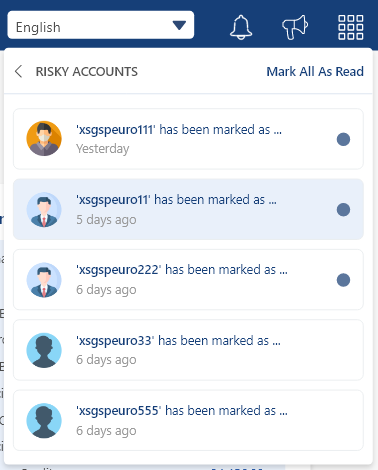 English
RISKY ACCOUNTS
Mark All As Read
'xsgspeuro111' has been marked as ...
Yesterday
'xsgspeuro11' has been marked as ...
5 days ago
'xsgspeuro222' has been marked as ...
6 days ago
'xsgspeuro33' has been marked as ...
6 days ago
'xsgspeuro555' has been marked as ...
6 days ago